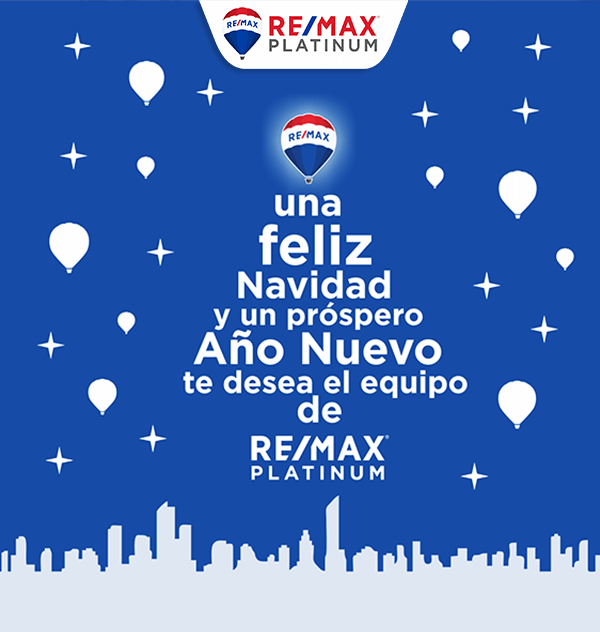 RE/MAX
RE/MAX
PLATINUM
RE/MAX
una
feliz
Navidad
y un próspero
Año Nuevo
te desea el equipo
de
RE/MAX
PLATINUM